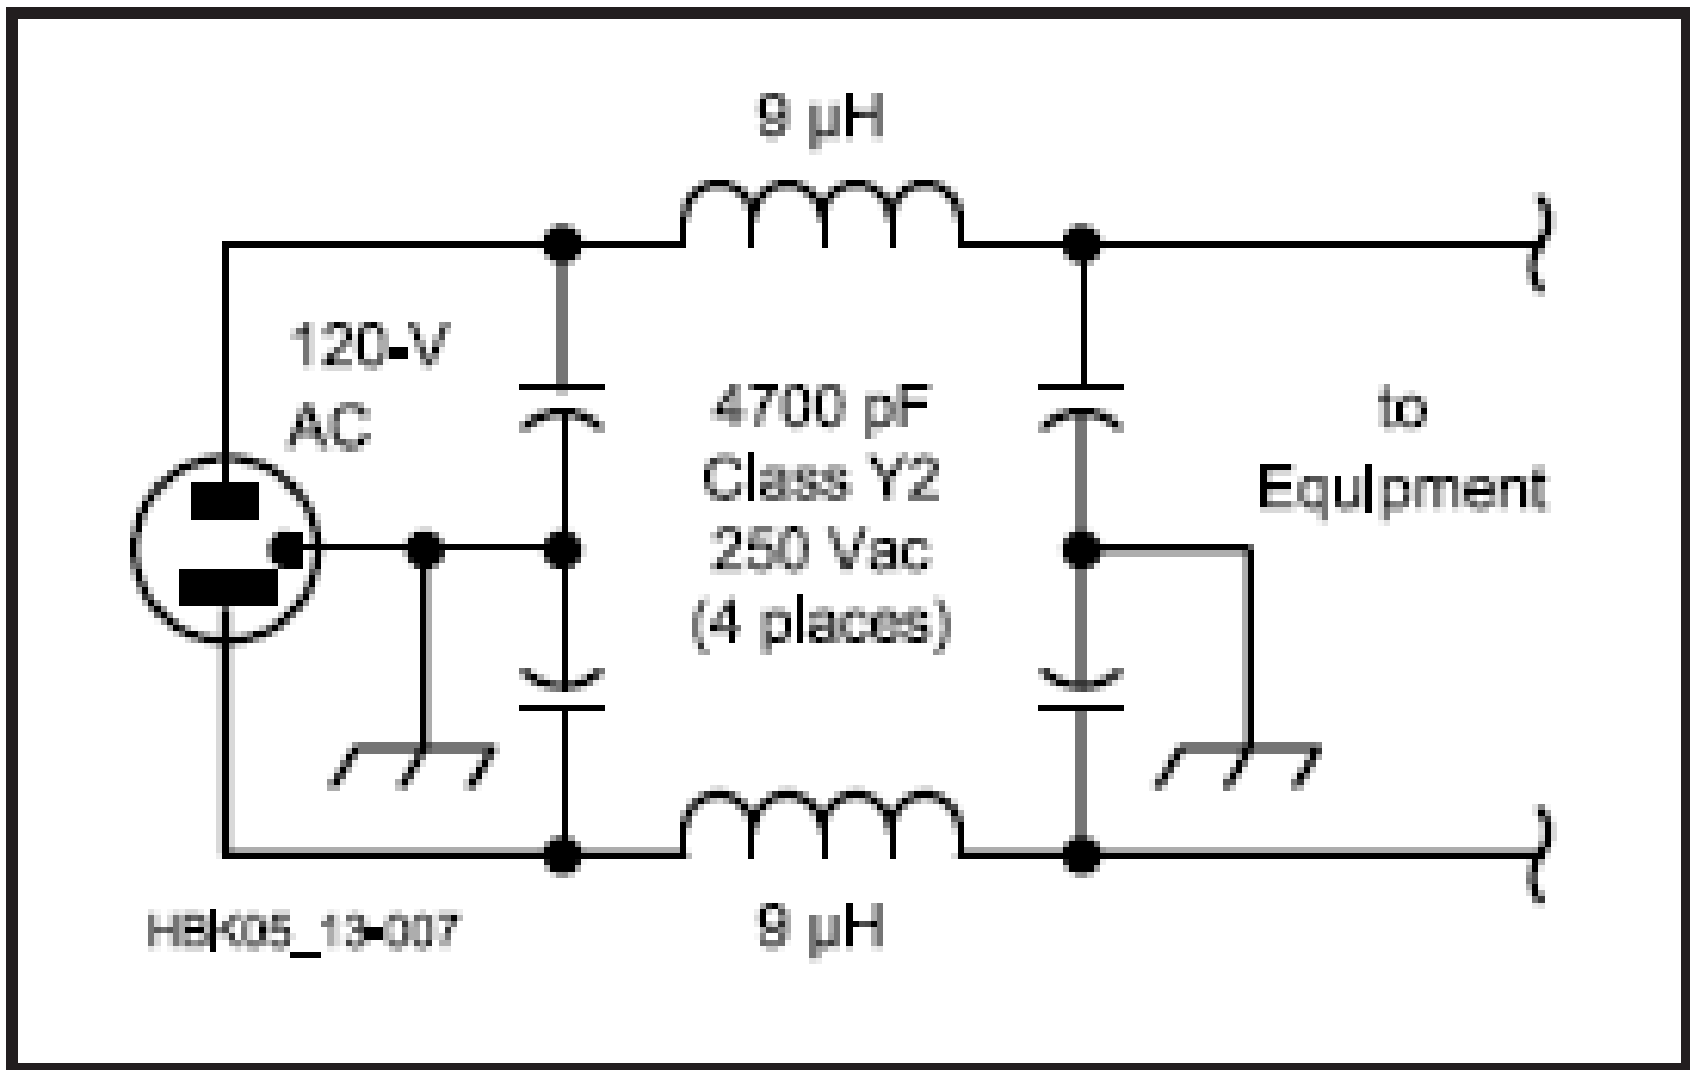 9 µH
120-V
AC
4700 pF
Class Y2
250 Vac
(4 places)
to
Equipment
9 µH
HBK05_13-007